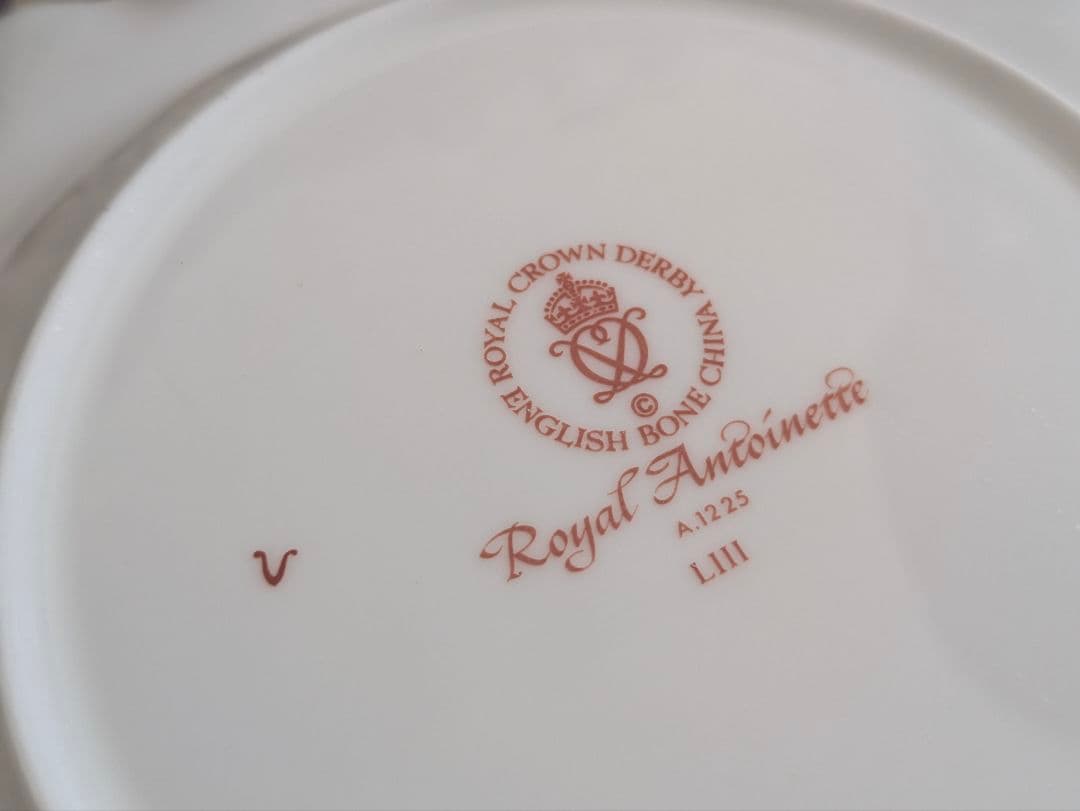 ROYAL CROWN DERBY
ENGLISH BONE CHINA
©
Royal Antoinette
A.1225
LIII
V